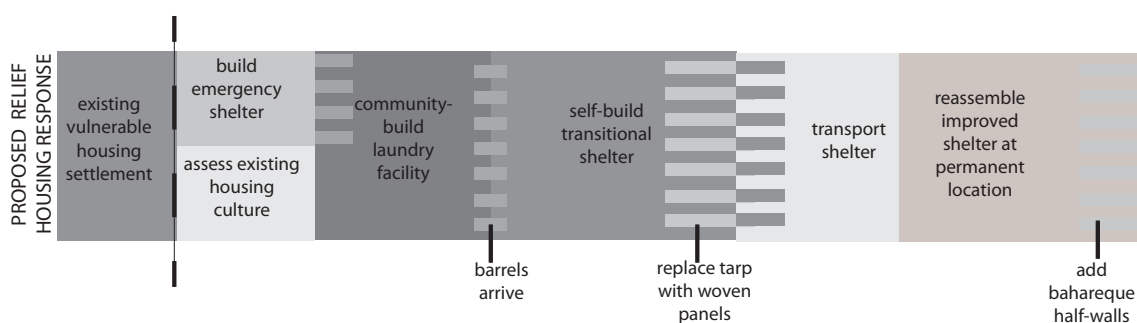 PROPOSED RELIEF
HOUSING RESPONSE
existing
vulnerable
housing
settlement
build
emergency
shelter
assess existing
housing
culture
community-
build
laundry
facility
barrels
arrive
self-build
transitional
shelter
replace tarp
with woven
panels
transport
shelter
reassemble
improved
shelter at
permanent
location
add
bahareque
half-walls